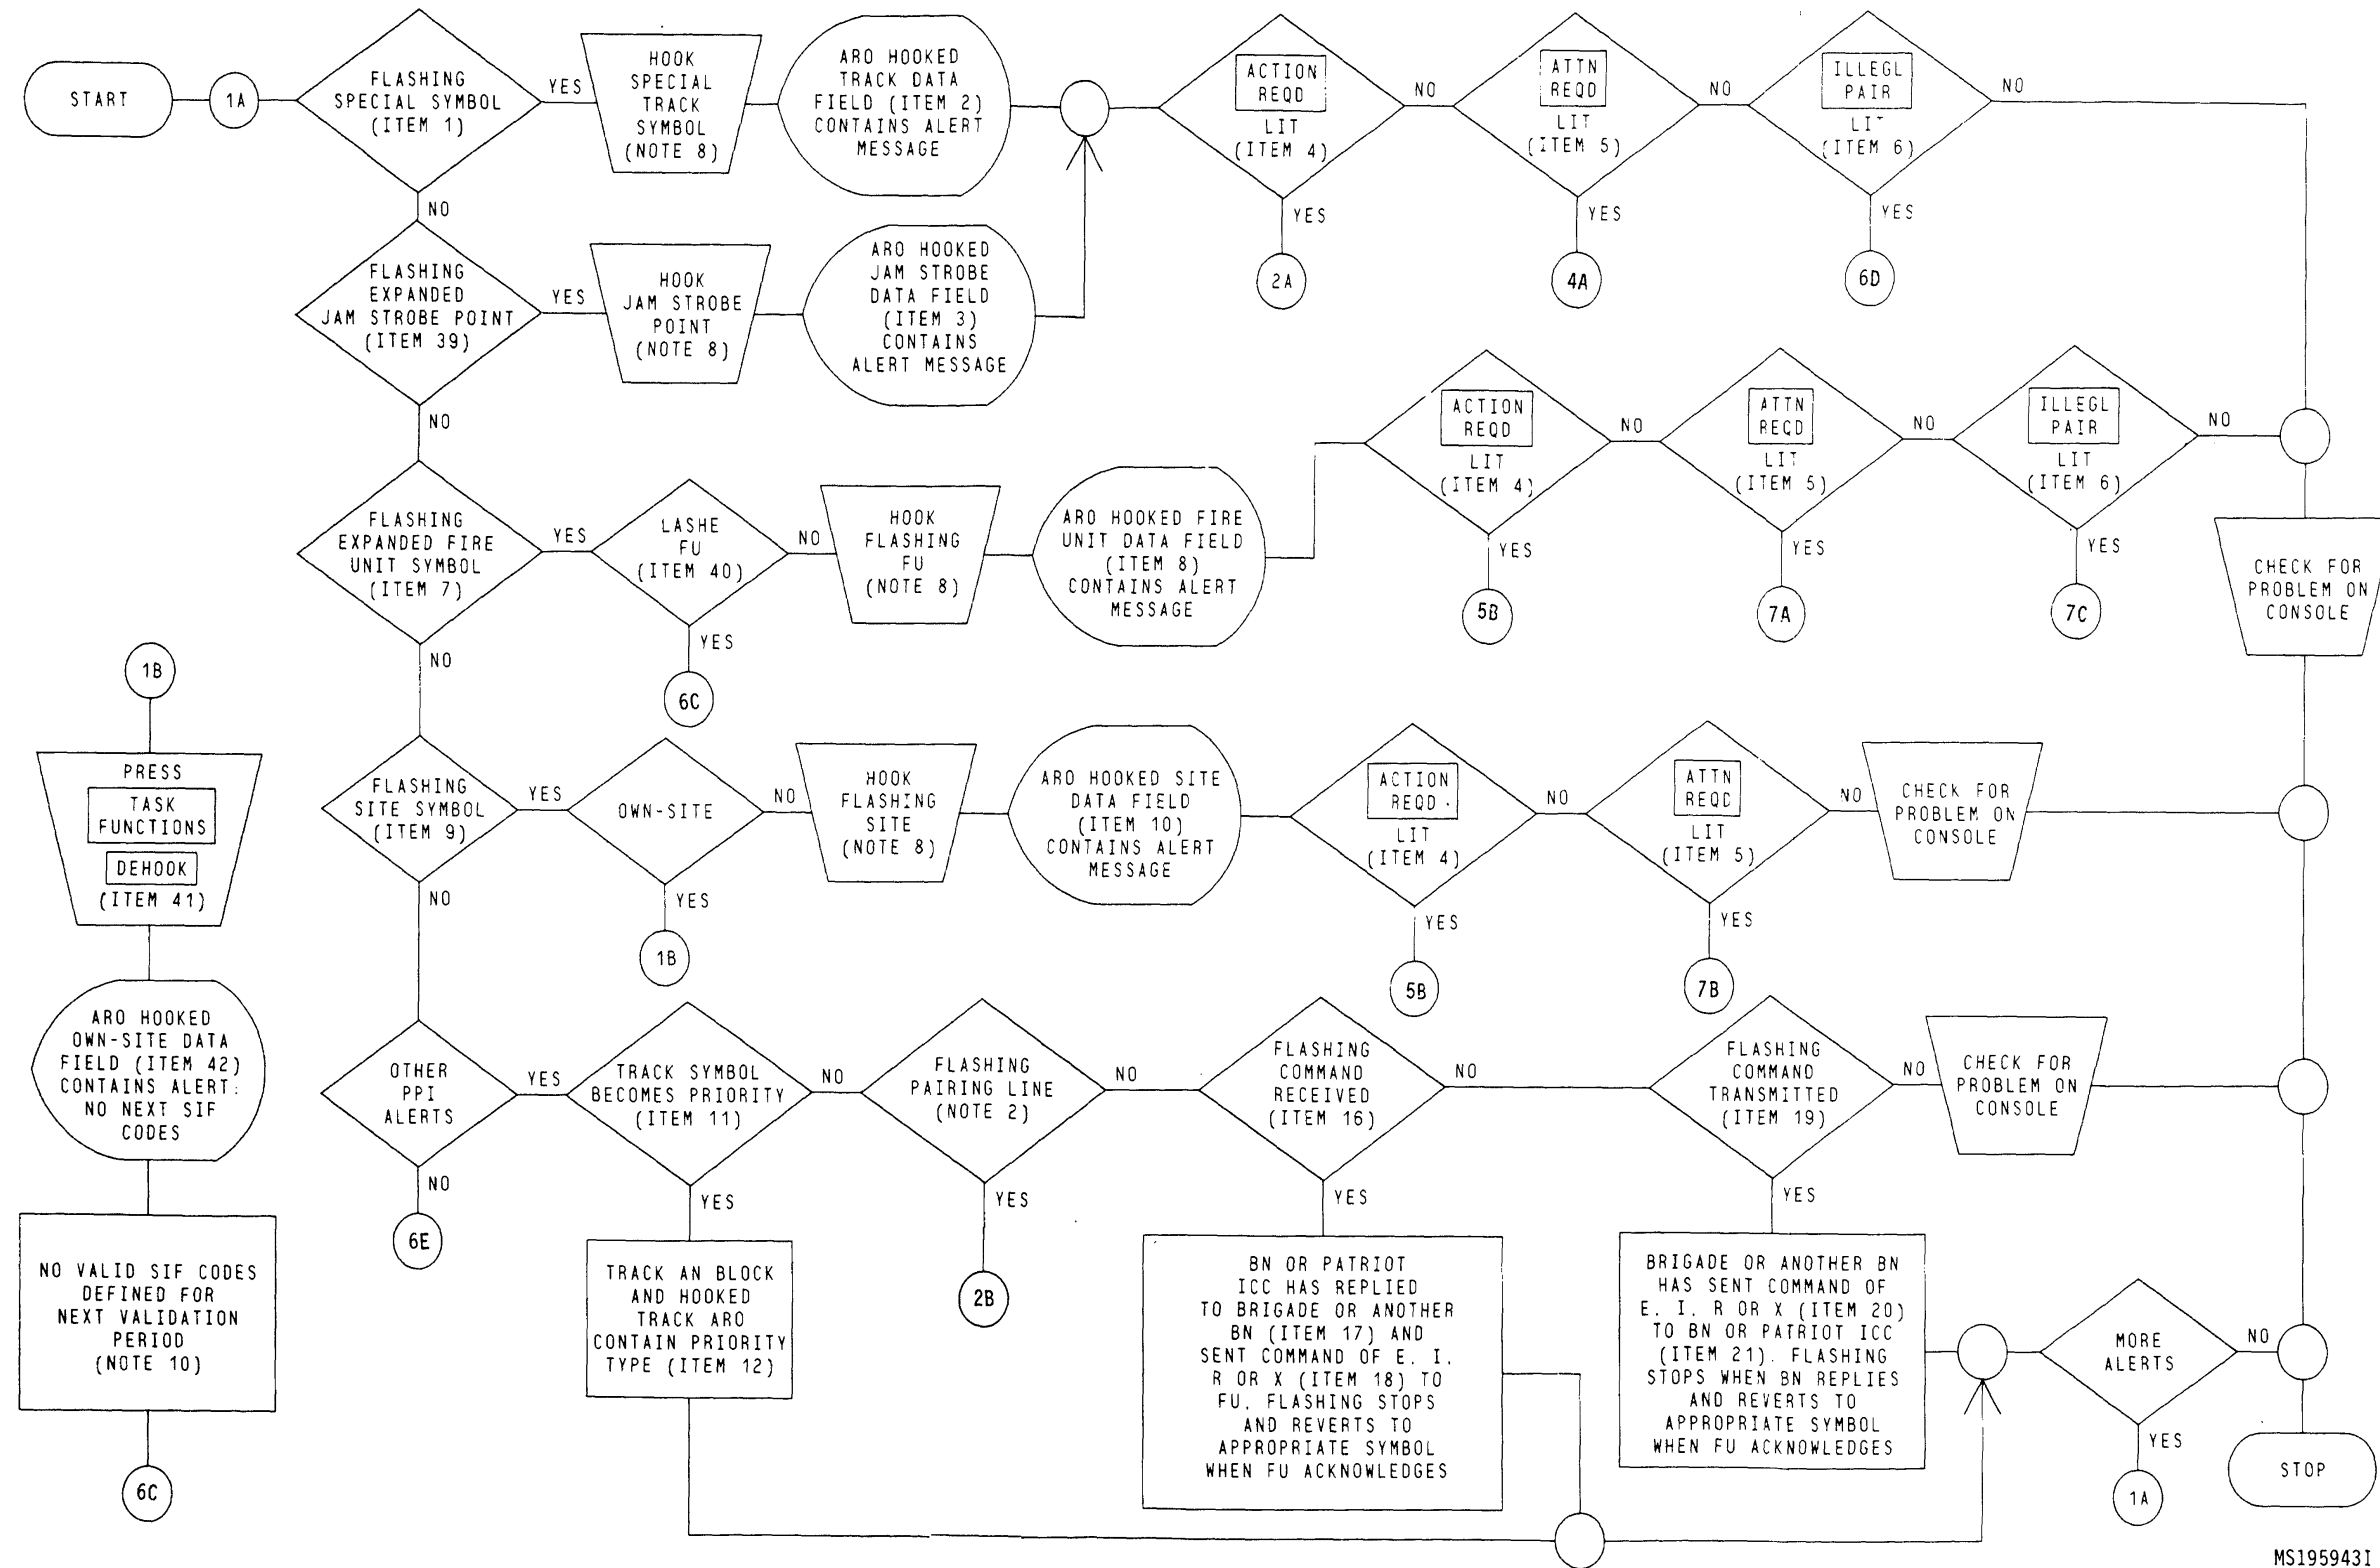 START
1A
FLASHING
SPECIAL SYMBOL
(ITEM 1)
YES
HOOK
SPECIAL
TRACK
SYMBOL
(NOTE 8)
ARO HOOKED
TRACK DATA
FIELD (ITEM 2)
CONTAINS ALERT
MESSAGE
ACTION
REQD
LIT
(ITEM 4)
NO
YES
2A
ATTN
REQD
LIT
(ITEM 5)
NO
YES
4A
ILLEGL
PAIR
LIT
(ITEM 6)
NO
YES
6D
NO
FLASHING
EXPANDED
JAM STROBE POINT
(ITEM 39)
YES
HOOK
JAM STROBE
POINT
(NOTE 8)
ARO HOOKED
JAM STROBE
DATA FIELD
(ITEM 3)
CONTAINS
ALERT MESSAGE
NO
FLASHING
EXPANDED FIRE
UNIT SYMBOL
(ITEM 7)
YES
LASHE
FU
(ITEM 40)
YES
6C
NO
HOOK
FLASHING
FU
(NOTE 8)
ARO HOOKED FIRE
UNIT DATA FIELD
(ITEM 8)
CONTAINS ALERT
MESSAGE
ACTION
REQD
LIT
(ITEM 4)
NO
YES
5B
ATTN
REQD
LIT
(ITEM 5)
NO
YES
7A
ILLEGL
PAIR
LIT
(ITEM 6)
NO
YES
7C
CHECK FOR
PROBLEM ON
CONSOLE
NO
FLASHING
SITE SYMBOL
(ITEM 9)
YES
OWN-SITE
YES
1B
NO
HOOK
FLASHING
SITE
(NOTE 8)
ARO HOOKED SITE
DATA FIELD
(ITEM 10)
CONTAINS ALERT
MESSAGE
ACTION
REQD.
LIT
(ITEM 4)
NO
YES
5B
ATTN
REQD
LIT
(ITEM 5)
NO
YES
7B
CHECK FOR
PROBLEM ON
CONSOLE
NO
OTHER
PPI
ALERTS
NO
6E
YES
TRACK SYMBOL
BECOMES PRIORITY
(ITEM 11)
YES
TRACK AN BLOCK
AND HOOKED
TRACK ARO
CONTAIN PRIORITY
TYPE (ITEM 12)
NO
FLASHING
PAIRING LINE
(NOTE 2)
YES
2B
NO
FLASHING
COMMAND
RECEIVED
(ITEM 16)
YES
BN OR PATRIOT
ICC HAS REPLIED
TO BRIGADE OR ANOTHER
BN (ITEM 17) AND
SENT COMMAND OF E, I,
R OR X (ITEM 18) TO
FU. FLASHING STOPS
AND REVERTS TO
APPROPRIATE SYMBOL
WHEN FU ACKNOWLEDGES
NO
FLASHING
COMMAND
TRANSMITTED
(ITEM 19)
YES
BRIGADE OR ANOTHER BN
HAS SENT COMMAND OF
E, I, R OR X (ITEM 20)
TO BN OR PATRIOT ICC
(ITEM 21). FLASHING
STOPS WHEN BN REPLIES
AND REVERTS TO
APPROPRIATE SYMBOL
WHEN FU ACKNOWLEDGES
NO
CHECK FOR
PROBLEM ON
CONSOLE
MORE
ALERTS
NO
YES
1A
STOP
1B
PRESS
TASK
FUNCTIONS
DEHOOK
(ITEM 41)
ARO HOOKED
OWN-SITE DATA
FIELD (ITEM 42)
CONTAINS ALERT:
NO NEXT SIF
CODES
NO VALID SIF CODES
DEFINED FOR
NEXT VALIDATION
PERIOD
(NOTE 10)
6C
MS195943I